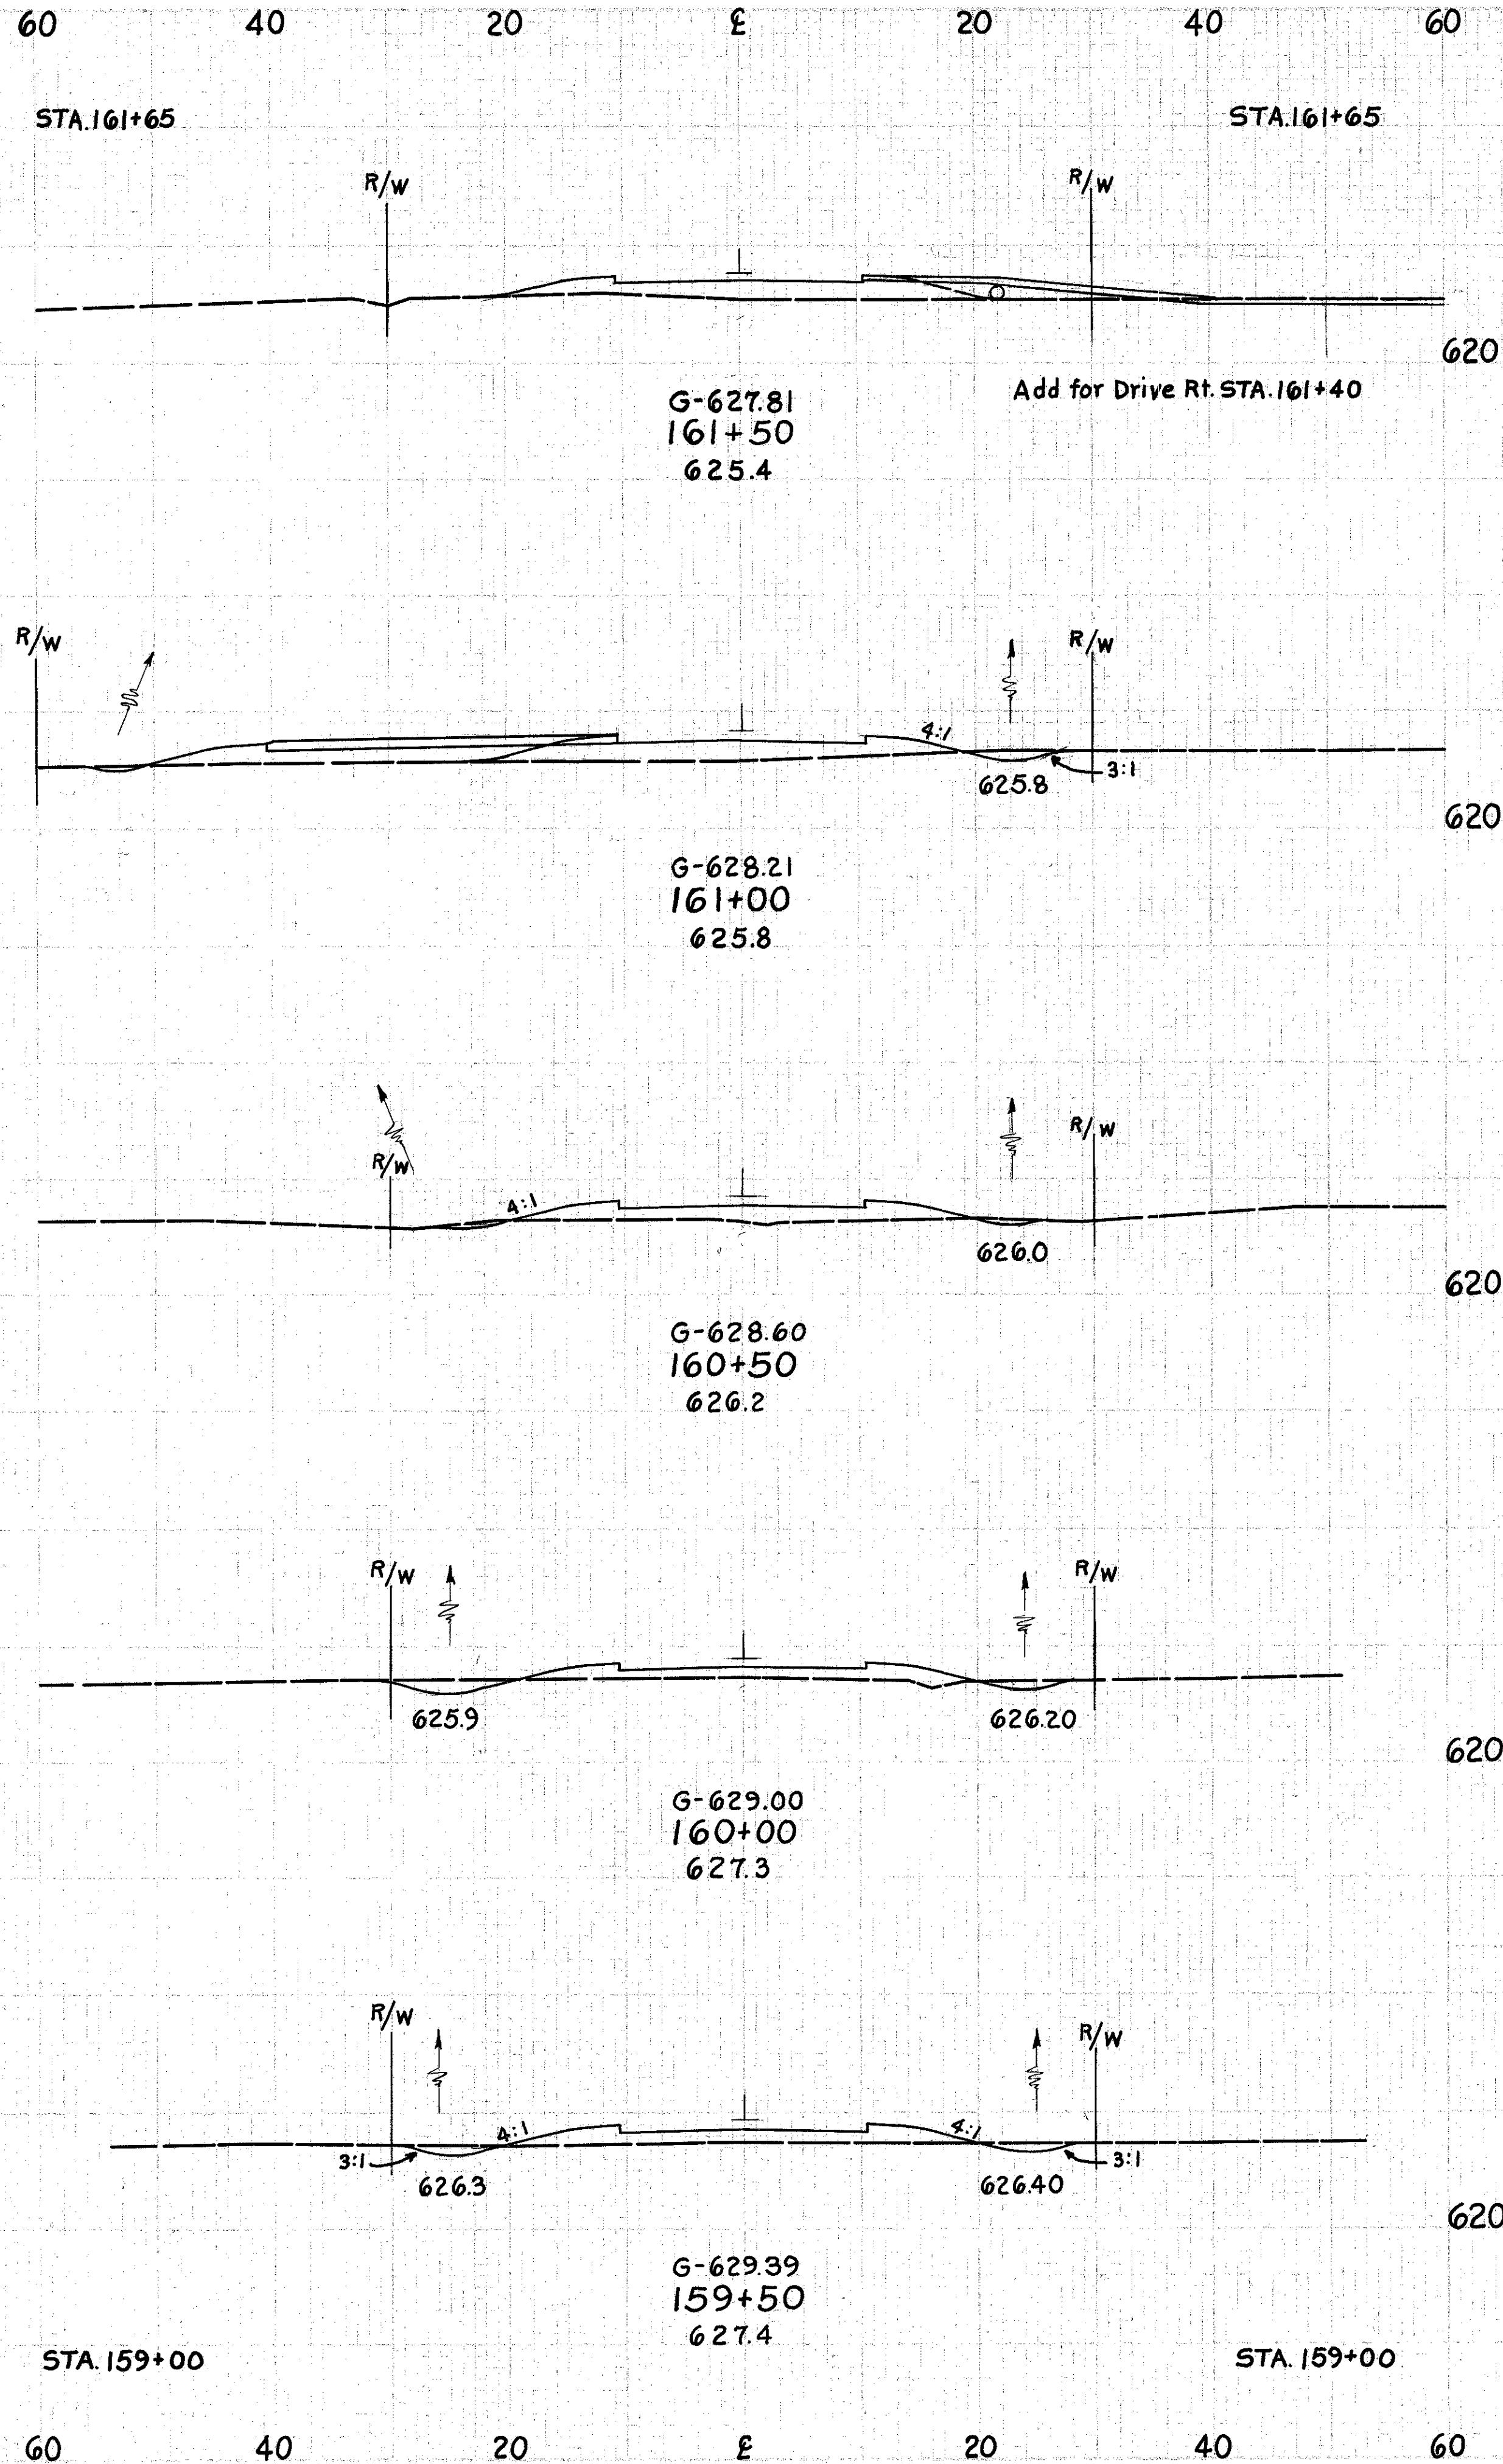 60 40 20 ℄ 20 40 60
STA.161+65 STA.161+65
R/W R/W
620
G-627.81 Add for Drive Rt. STA.161+40
161+50
625.4
R/W R/W
4:1
625.8 3:1
620
G-628.21
161+00
625.8
R/W R/W
4:1
626.0
620
G-628.60
160+50
626.2
R/W R/W
625.9 626.20
620
G-629.00
160+00
627.3
R/W R/W
4:1 4:1
3:1 3:1
626.3 626.40
620
G-629.39
159+50
627.4
STA. 159+00 STA. 159+00
60 40 20 ℄ 20 40 60